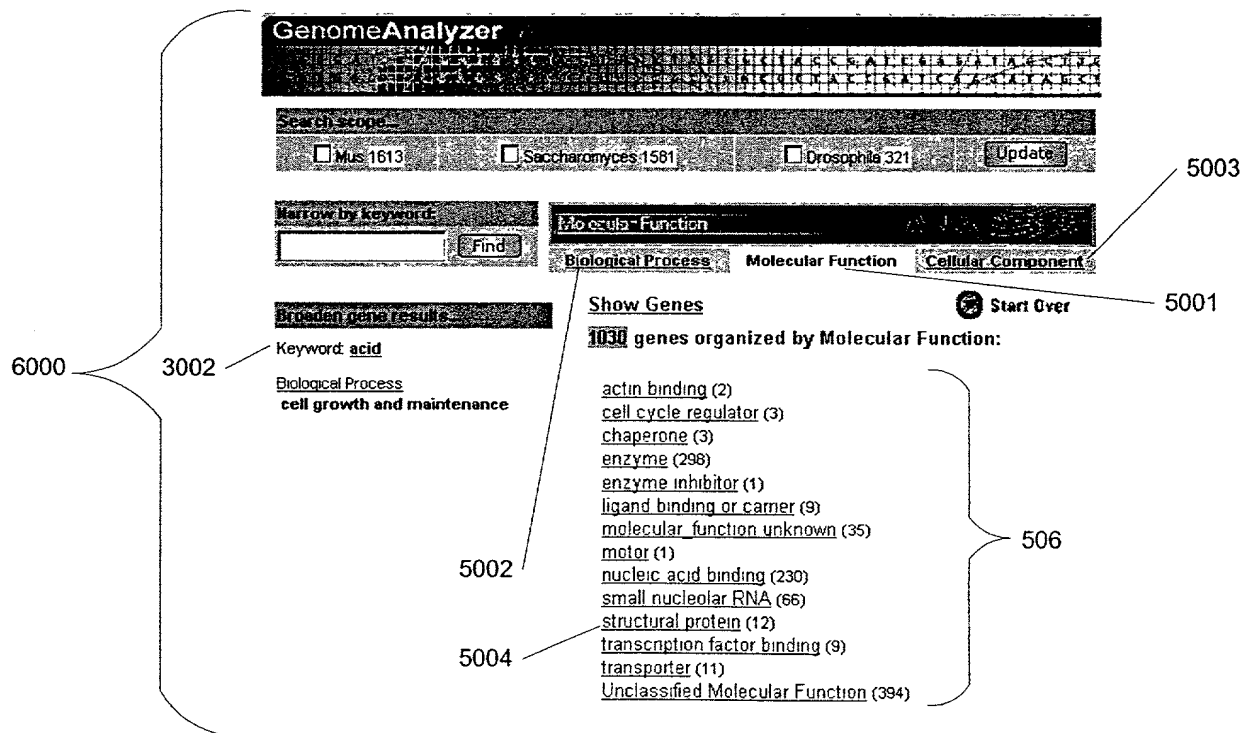 GenomeAnalyzer
Search scope...
Mus 1613
Saccharomyces 1581
Drosophila 321
Update
5003
Narrow by keyword:
Find
Molecular Function
Biological Process
Molecular Function
Cellular Component
5001
Broaden gene results...
Show Genes
Start Over
6000
3002
Keyword: acid
1030 genes organized by Molecular Function:
Biological Process
cell growth and maintenance
actin binding (2)
cell cycle regulator (3)
chaperone (3)
enzyme (298)
enzyme inhibitor (1)
ligand binding or carrier (9)
molecular_function unknown (35)
motor (1)
nucleic acid binding (230)
small nucleolar RNA (66)
structural protein (12)
transcription factor binding (9)
transporter (11)
Unclassified Molecular Function (394)
506
5002
5004